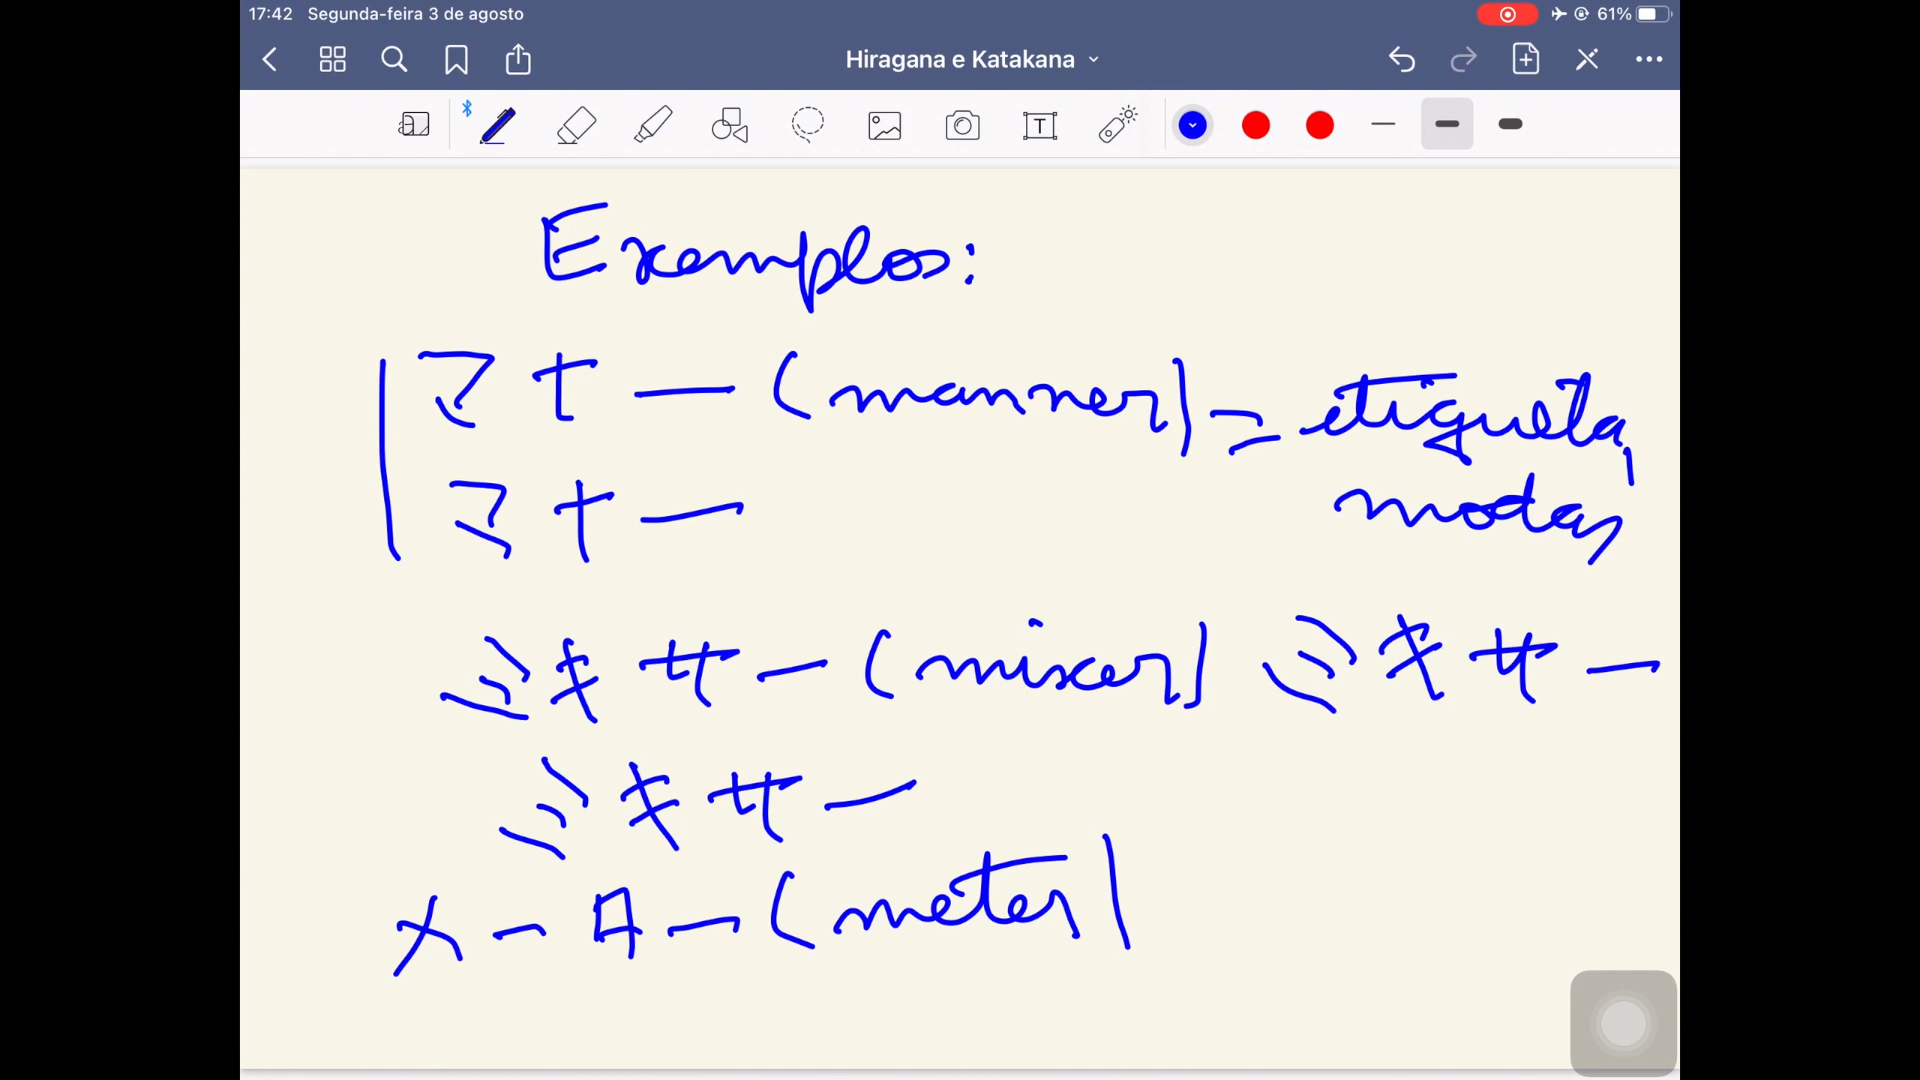 17:42 Segunda-feira 3 de agosto 61%
Hiragana e Katakana
Exemplos:
マナー (manner) = etiqueta,
マナー modos
ミキサー (mixer) ミキサー
ミキサー
メーター (meter)